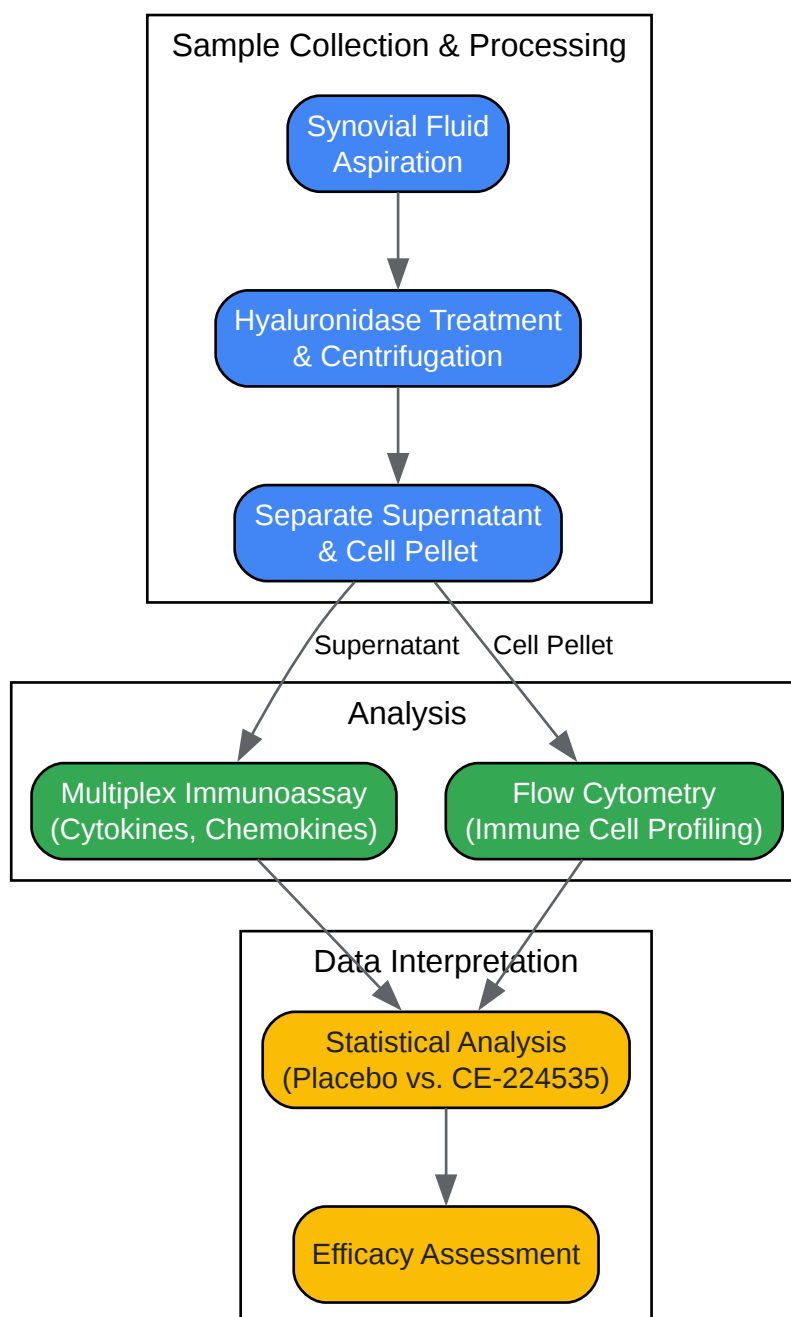 Sample Collection & Processing
Synovial Fluid
Aspiration
Hyaluronidase Treatment
& Centrifugation
Separate Supernatant
& Cell Pellet
Supernatant
Cell Pellet
Analysis
Multiplex Immunoassay
(Cytokines, Chemokines)
Flow Cytometry
(Immune Cell Profiling)
Data Interpretation
Statistical Analysis
(Placebo vs. CE-224535)
Efficacy Assessment